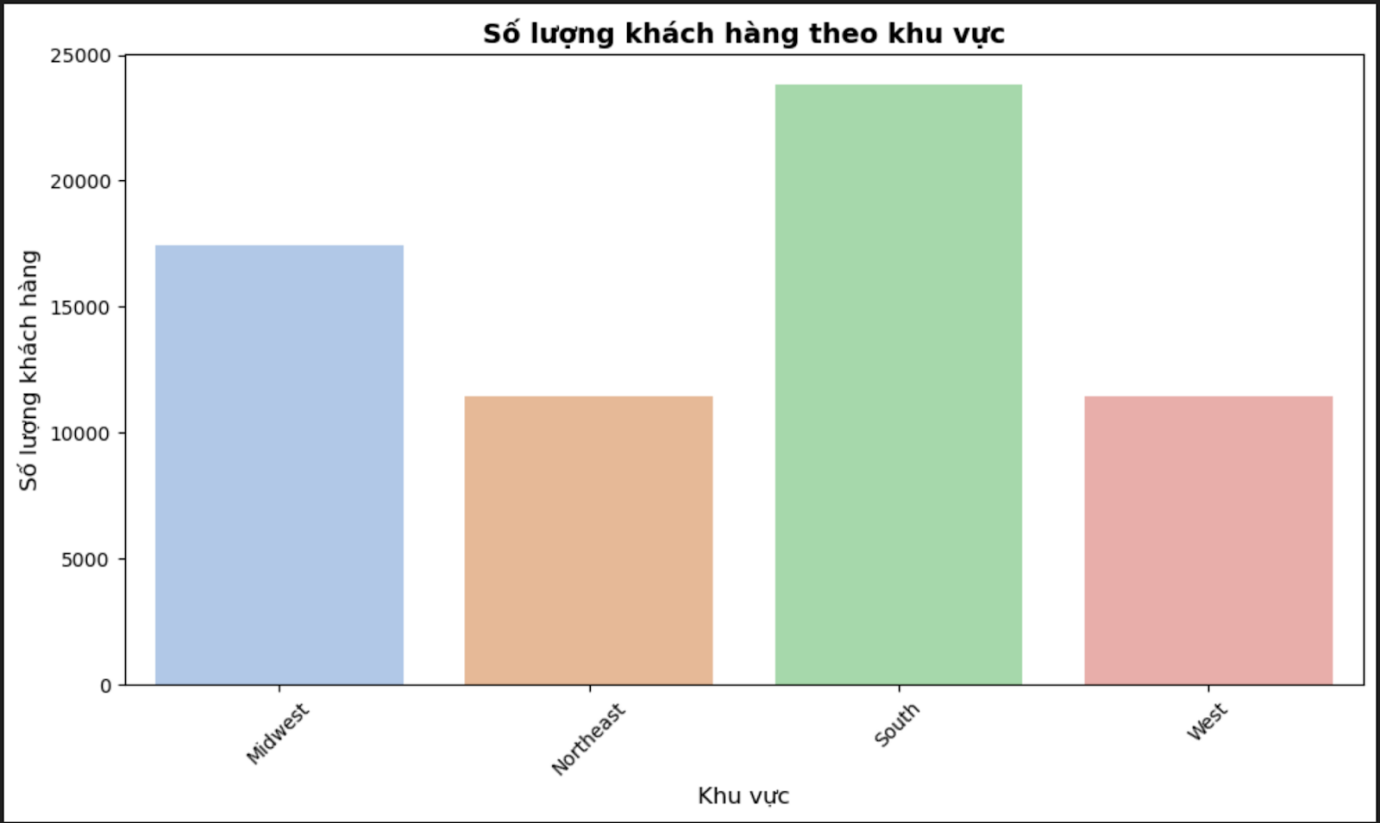 Số lượng khách hàng theo khu vực
Số lượng khách hàng
25000
20000
15000
10000
5000
0
Midwest
Northeast
South
West
Khu vực